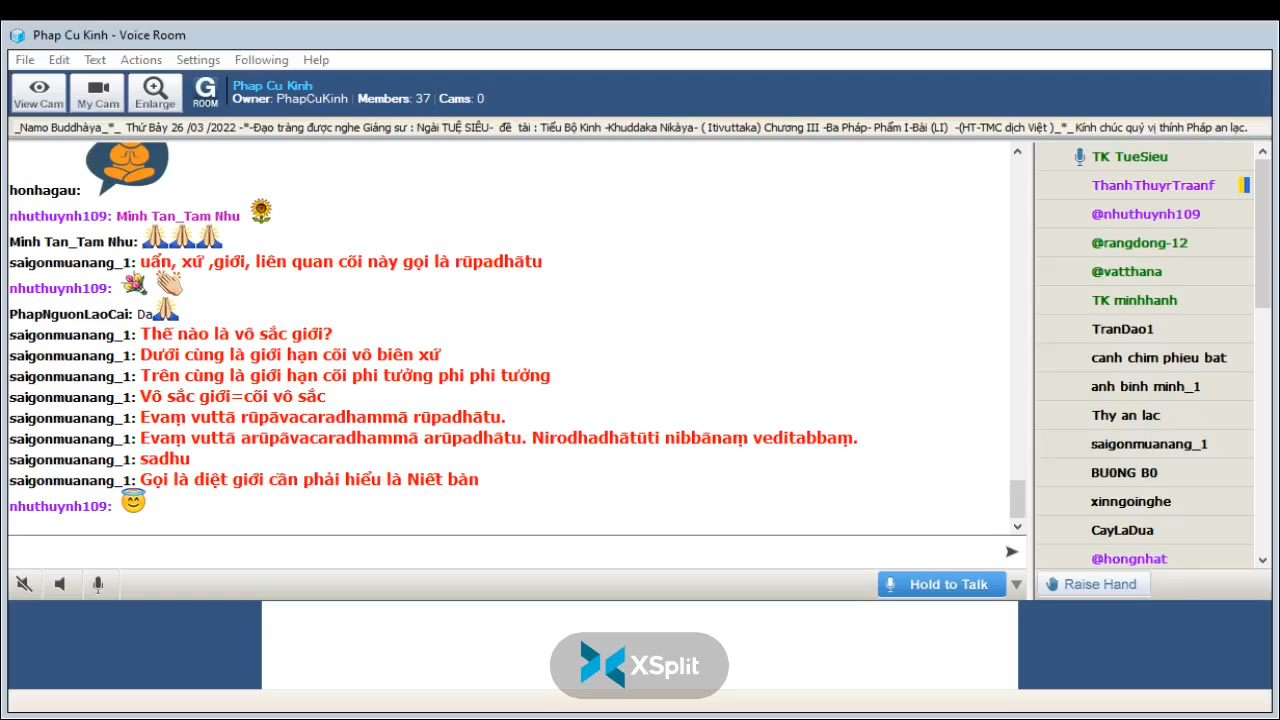 Phap Cu Kinh - Voice Room
File Edit Text Actions Settings Following Help
View Cam
My Cam
Enlarge
G ROOM
Phap Cu Kinh
Owner: PhapCuKinh Members: 37 Cams: 0
_Namo Buddhàya_*_ Thứ Bảy 26 /03 /2022 -*-Đạo tràng được nghe Giảng sư : Ngài TUỆ SIÊU- đề tài : Tiểu Bộ Kinh -Khuddaka Nikàya- ( Itivuttaka) Chương III -Ba Pháp- Phẩm I-Bài (LI) -(HT-TMC dịch Việt )_*_ Kính chúc quý vị thính Pháp an lạc.
honhagau:
nhuthuynh109: Minh Tan_Tam Nhu
Minh Tan_Tam Nhu:
saigonmuanang_1: uẩn, xứ ,giới, liên quan cõi này gọi là rūpadhātu
nhuthuynh109:
PhapNguonLaoCai: Da
saigonmuanang_1: Thế nào là vô sắc giới?
saigonmuanang_1: Dưới cùng là giới hạn cõi vô biên xứ
saigonmuanang_1: Trên cùng là giới hạn cõi phi tưởng phi phi tưởng
saigonmuanang_1: Vô sắc giới=cõi vô sắc
saigonmuanang_1: Evaṃ vuttā rūpāvacaradhammā rūpadhātu.
saigonmuanang_1: Evaṃ vuttā arūpāvacaradhammā arūpadhātu. Nirodhadhātūti nibbānaṃ veditabbaṃ.
saigonmuanang_1: sadhu
saigonmuanang_1: Gọi là diệt giới cần phải hiểu là Niết bàn
nhuthuynh109:
TK TueSieu
ThanhThuyrTraanf
@nhuthuynh109
@rangdong-12
@vatthana
TK minhhanh
TranDao1
canh chim phieu bat
anh binh minh_1
Thy an lac
saigonmuanang_1
BU0NG B0
xinngoinghe
CayLaDua
@hongnhat
Hold to Talk
Raise Hand
XSplit